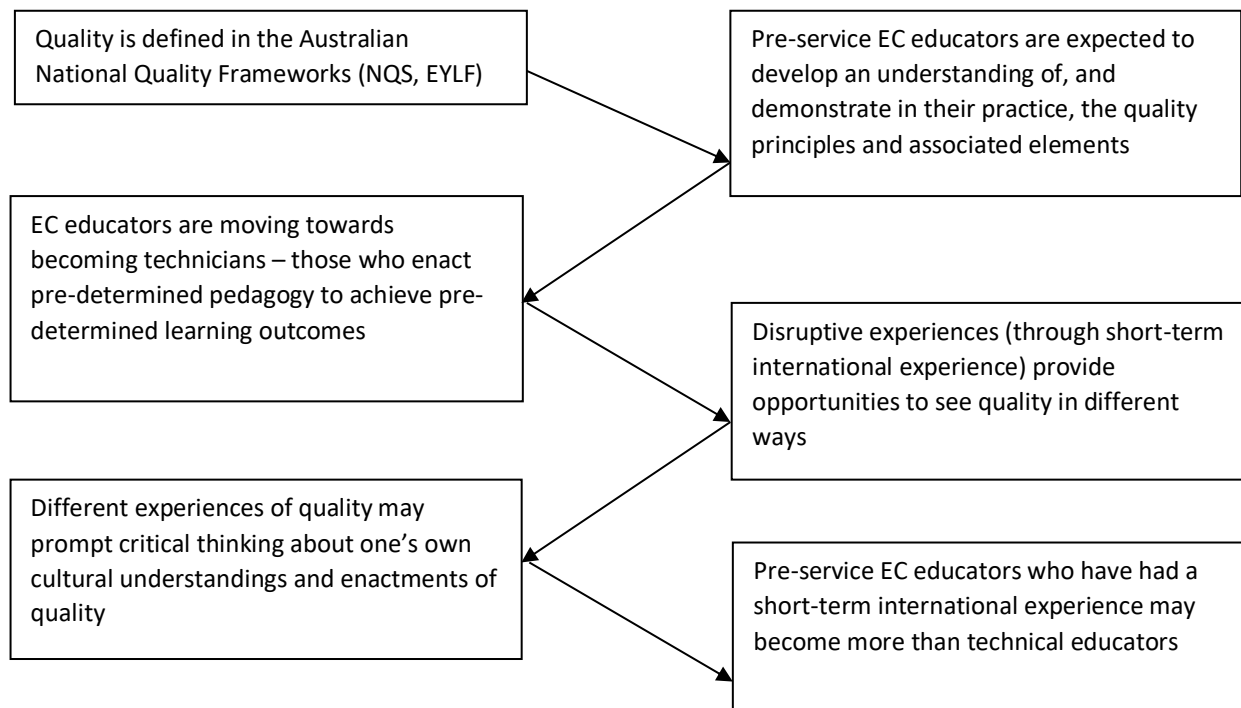 Quality is defined in the Australian
National Quality Frameworks (NQS, EYLF)
Pre-service EC educators are expected to
develop an understanding of, and
demonstrate in their practice, the quality
principles and associated elements
EC educators are moving towards
becoming technicians – those who enact
pre-determined pedagogy to achieve pre-
determined learning outcomes
Disruptive experiences (through short-term
international experience) provide
opportunities to see quality in different
ways
Different experiences of quality may
prompt critical thinking about one’s own
cultural understandings and enactments of
quality
Pre-service EC educators who have had a
short-term international experience may
become more than technical educators